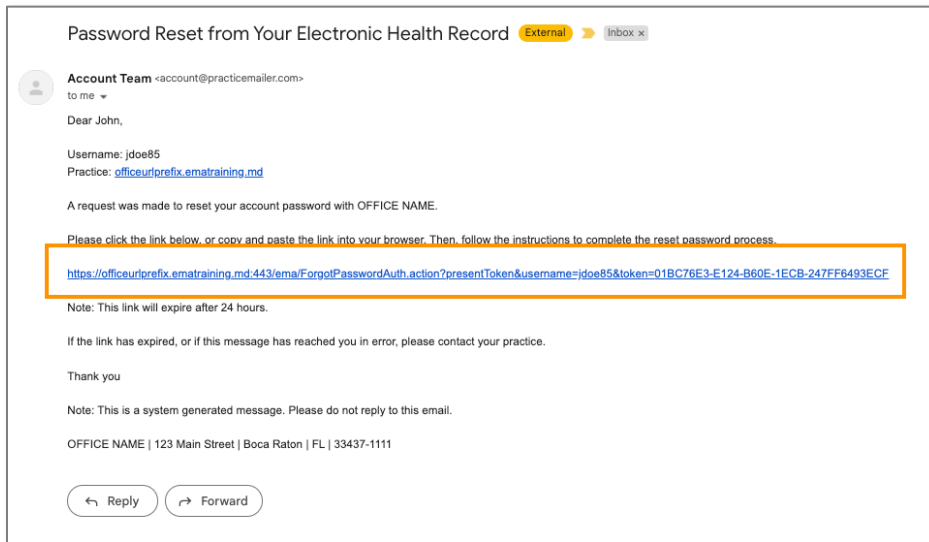 Password Reset from Your Electronic Health Record External Inbox x
Account Team <account@practicemailer.com>
to me
Dear John,
Username: jdoe85
Practice: officeurlprefix.ematraining.md
A request was made to reset your account password with OFFICE NAME.
Please click the link below, or copy and paste the link into your browser. Then, follow the instructions to complete the reset password process.
https://officeurlprefix.ematraining.md:443/ema/ForgotPasswordAuth.action?presentToken&username=jdoe85&token=01BC76E3-E124-B60E-1ECB-247FF6493ECF
Note: This link will expire after 24 hours.
If the link has expired, or if this message has reached you in error, please contact your practice.
Thank you
Note: This is a system generated message. Please do not reply to this email.
OFFICE NAME | 123 Main Street | Boca Raton | FL | 33437-1111
Reply Forward